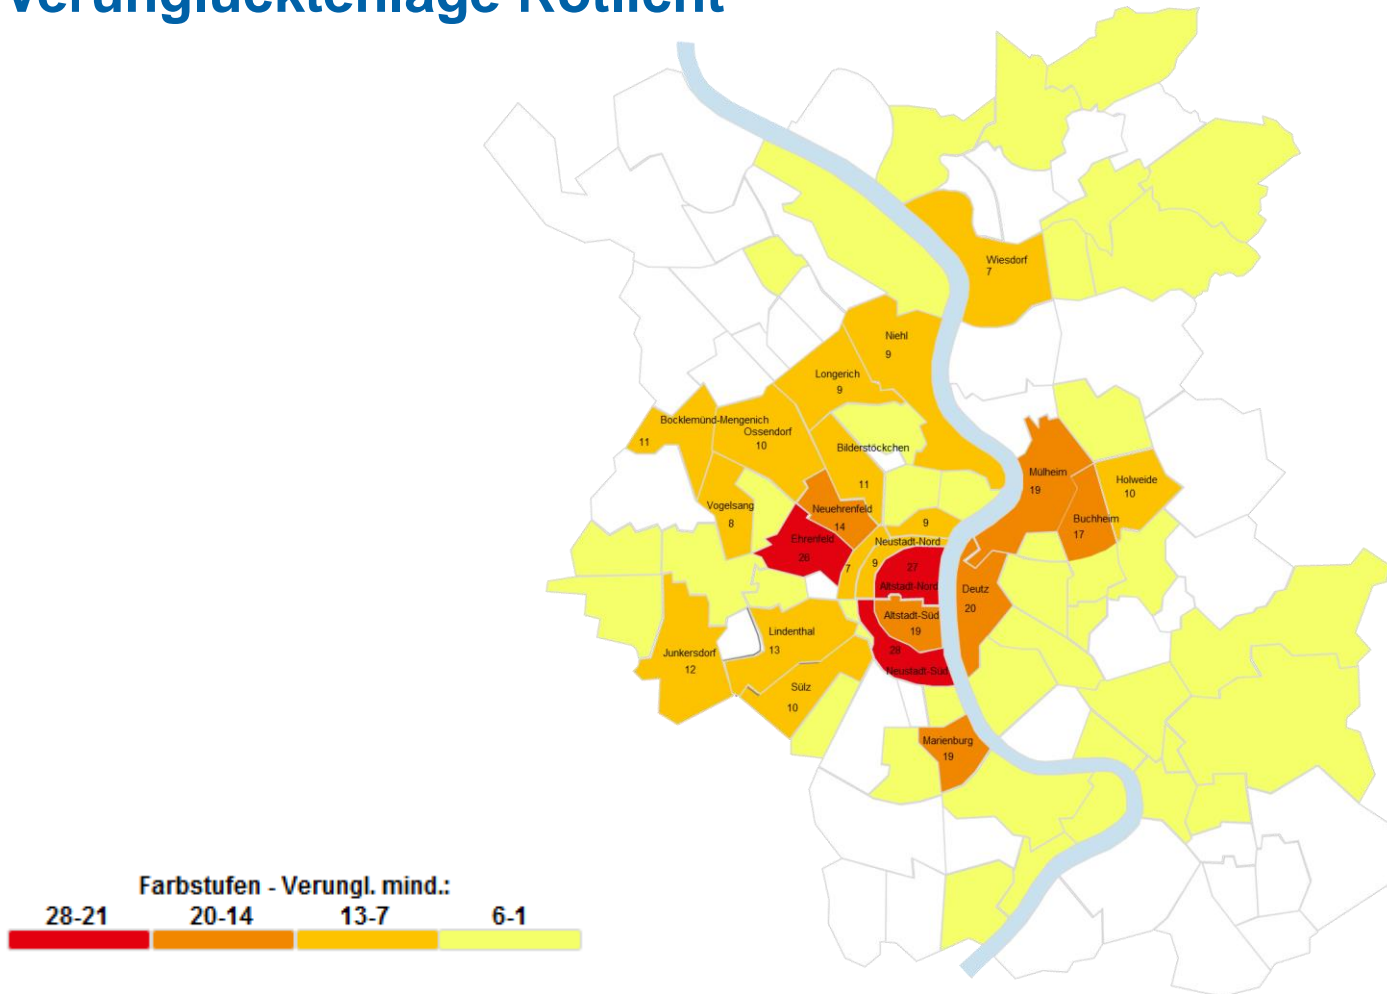 Verunglücktenlage Rotlicht
Wiesdorf
7
Niehl
9
Longerich
9
Bocklemünd-Mengenich
11
Ossendorf
10
Bilderstöckchen
11
Mülheim
19
Holweide
10
Vogelsang
8
Neuehrenfeld
14
Buchheim
17
9
Ehrenfeld
26
Neustadt-Nord
7
9
27
Altstadt-Nord
Deutz
20
Altstadt-Süd
19
Lindenthal
13
28
Neustadt-Süd
Junkersdorf
12
Sülz
10
Marienburg
19
Farbstufen - Verungl. mind.:
28-21 20-14 13-7 6-1